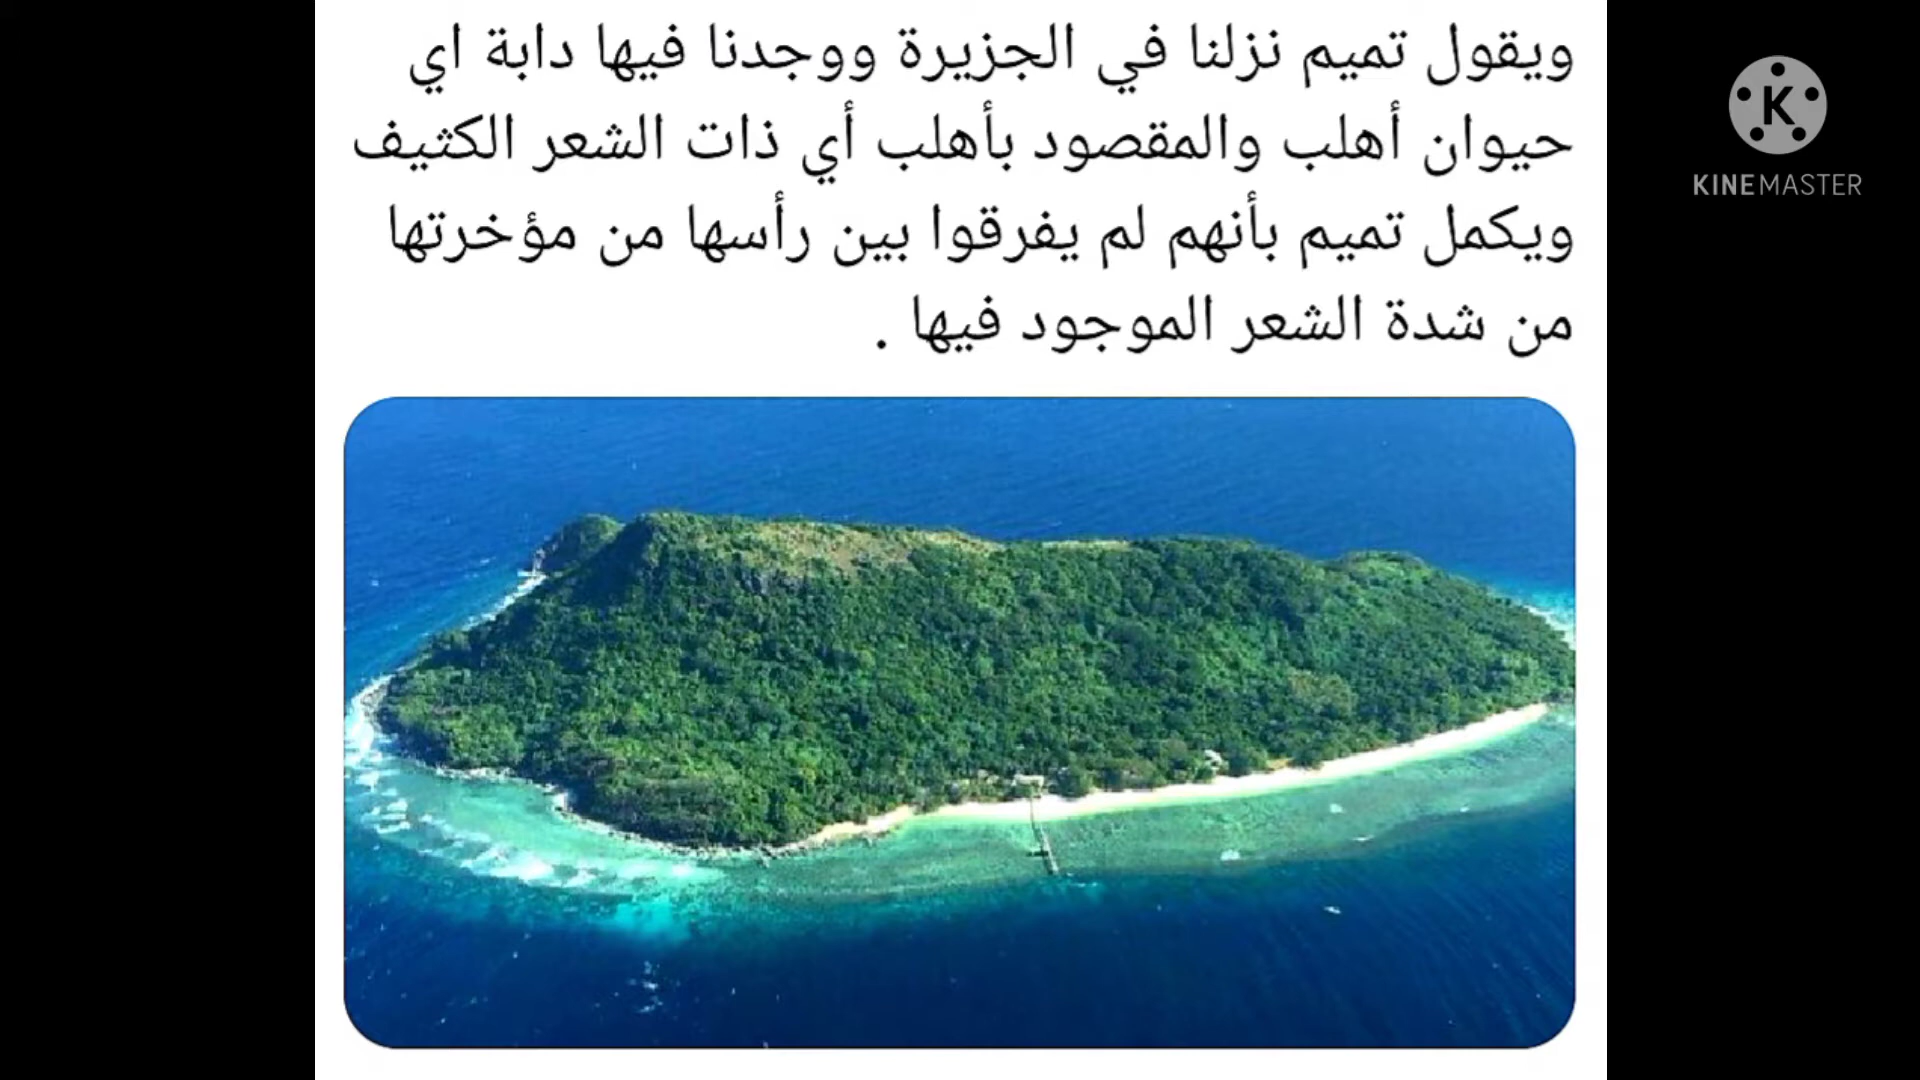 ويقول تميم نزلنا في الجزيرة ووجدنا فيها دابة اي
حيوان أهلب والمقصود بأهلب أي ذات الشعر الكثيف
ويكمل تميم بأنهم لم يفرقوا بين رأسها من مؤخرتها
من شدة الشعر الموجود فيها .
K
KINEMASTER